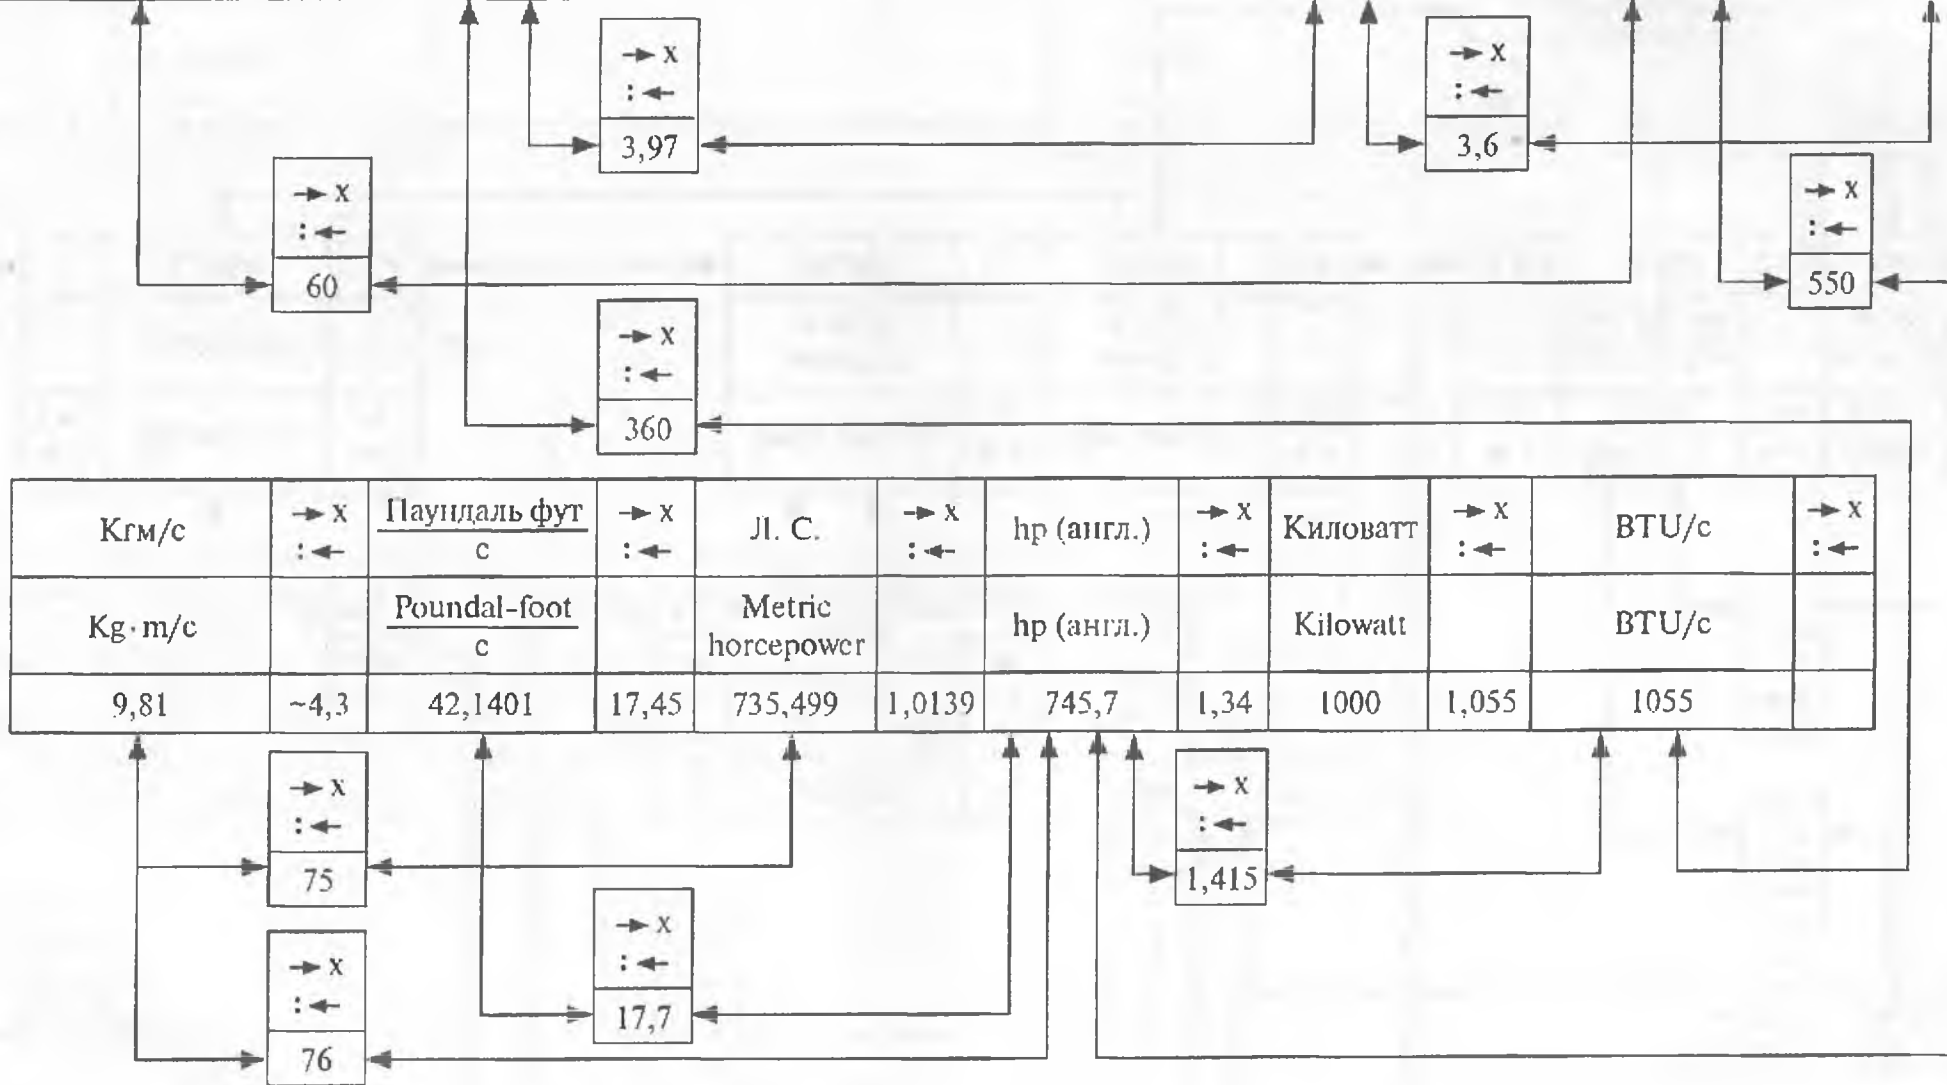 → x
: ←
3,97
→ x
: ←
3,6
→ x
: ←
60
→ x
: ←
550
→ x
: ←
360
Кгм/с → x Паундаль фут → x Л. С. → x hp (англ.) → x Киловатт → x BTU/с → x
: ← с : ← : ← : ← : ← : ←
Kg·m/c Poundal-foot Metric hp (англ.) Kilowatt BTU/c
c horcepower
9,81 ~4,3 42,1401 17,45 735,499 1,0139 745,7 1,34 1000 1,055 1055
→ x
: ←
75
→ x
: ←
1,415
→ x
: ←
17,7
→ x
: ←
76